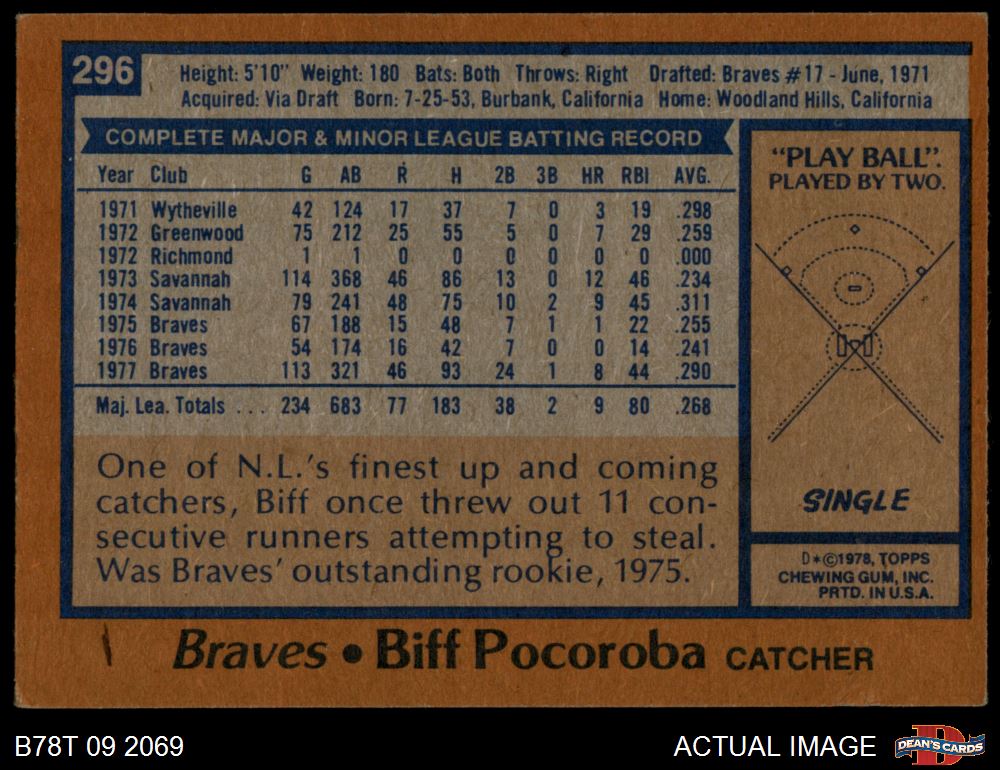 296
Height: 5'10" Weight: 180 Bats: Both Throws: Right Drafted: Braves #17 - June, 1971
Acquired: Via Draft Born: 7-25-53, Burbank, California Home: Woodland Hills, California
COMPLETE MAJOR & MINOR LEAGUE BATTING RECORD
Year Club G AB R H 2B 3B HR RBI AVG.
1971 Wytheville 42 124 17 37 7 0 3 19 .298
1972 Greenwood 75 212 25 55 5 0 7 29 .259
1972 Richmond 1 1 0 0 0 0 0 0 .000
1973 Savannah 114 368 46 86 13 0 12 46 .234
1974 Savannah 79 241 48 75 10 2 9 45 .311
1975 Braves 67 188 15 48 7 1 1 22 .255
1976 Braves 54 174 16 42 7 0 0 14 .241
1977 Braves 113 321 46 93 24 1 8 44 .290
Maj. Lea. Totals ... 234 683 77 183 38 2 9 80 .268
One of N.L.'s finest up and coming
catchers, Biff once threw out 11 con-
secutive runners attempting to steal.
Was Braves' outstanding rookie, 1975.
"PLAY BALL".
PLAYED BY TWO.
SINGLE
D*©1978, TOPPS
CHEWING GUM, INC.
PRTD. IN U.S.A.
Braves • Biff Pocoroba CATCHER
B78T 09 2069
ACTUAL IMAGE
D
DEAN'S CARDS